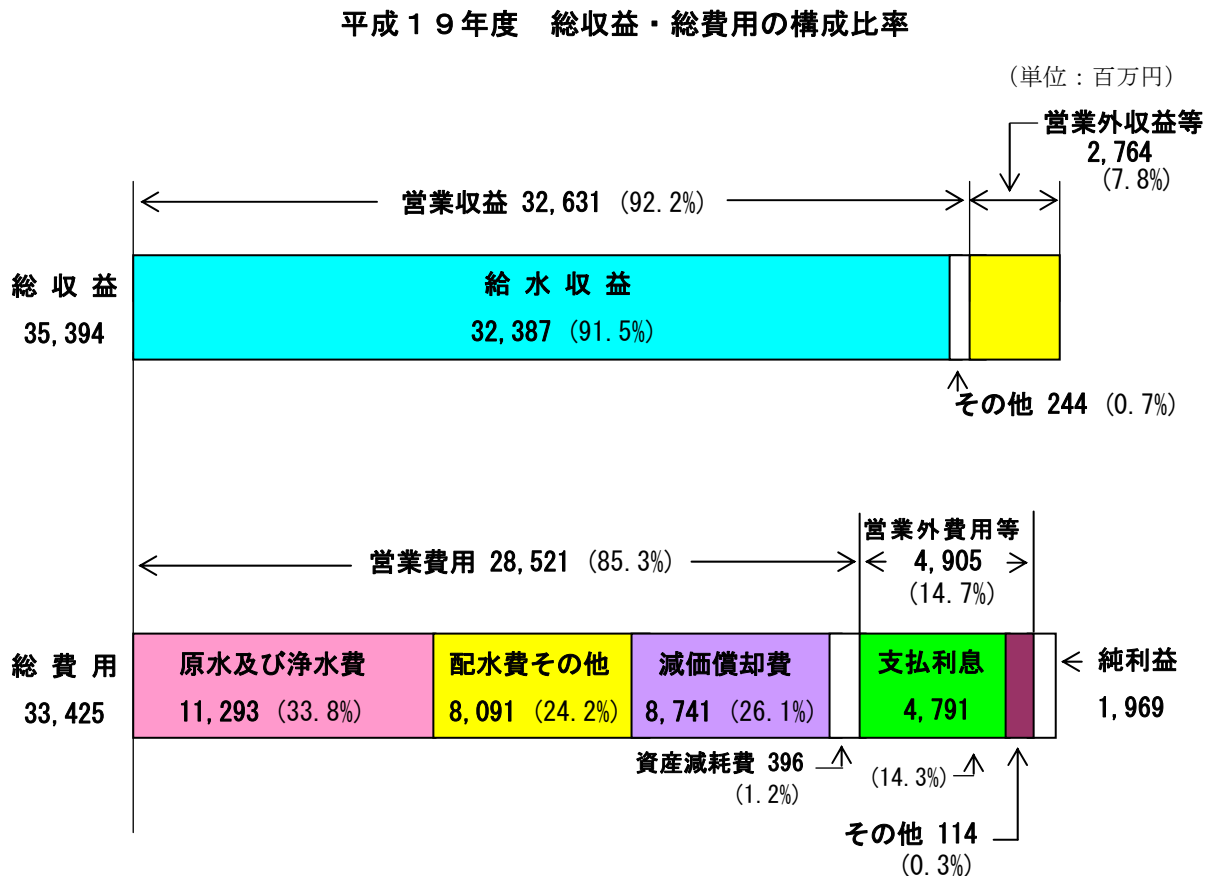 平成１９年度　総収益・総費用の構成比率
（単位：百万円）
営業外収益等
2,764
(7.8%)
営業収益 32,631 (92.2%)
総収益
35,394
給水収益
32,387 (91.5%)
その他 244 (0.7%)
営業外費用等
4,905
(14.7%)
営業費用 28,521 (85.3%)
総費用
33,425
原水及び浄水費
11,293 (33.8%)
配水費その他
8,091 (24.2%)
減価償却費
8,741 (26.1%)
支払利息
4,791
純利益
1,969
資産減耗費 396
(1.2%)
(14.3%)
その他 114
(0.3%)